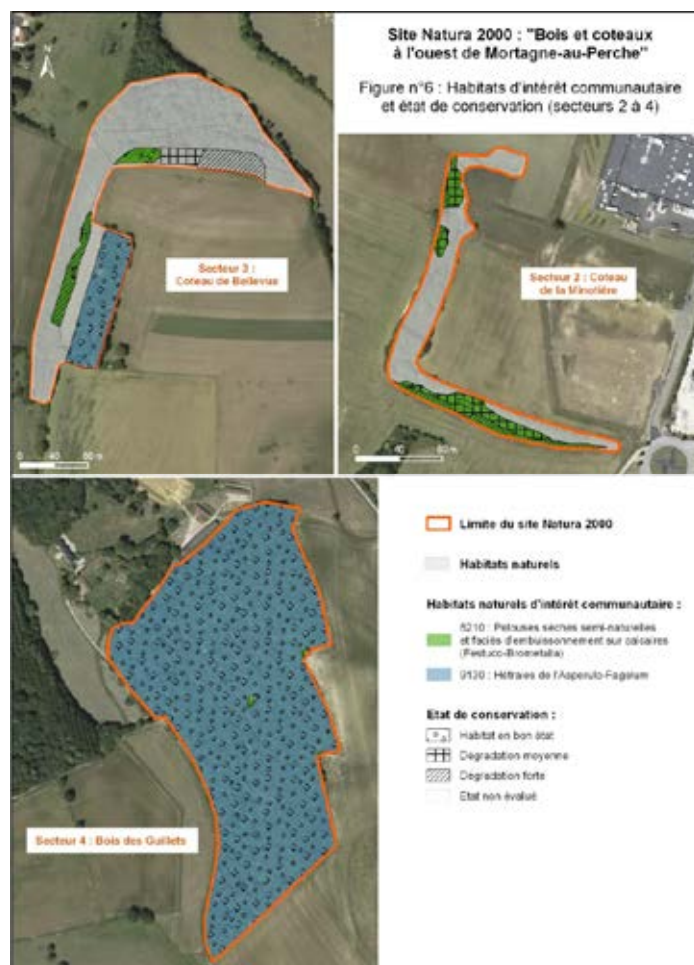 Site Natura 2000 : "Bois et coteaux
à l'ouest de Mortagne-au-Perche"
Figure n°6 : Habitats d'intérêt communautaire
et état de conservation (secteurs 2 à 4)
N
Secteur 3 :
Coteau de Bellevue
0 40 80 m
Secteur 2 : Coteau
de la Minotière
0 40 80 m
Secteur 4 : Bois des Guillets
Limite du site Natura 2000
Habitats naturels
Habitats naturels d'intérêt communautaire :
6210 : Pelouses sèches semi-naturelles
et faciès d'embuissonnement sur calcaires
(Festuco-Brometalia)
9130 : Hêtraies de l'Asperulo-Fagetum
Etat de conservation :
Habitat en bon état
Dégradation moyenne
Dégradation forte
Etat non évalué